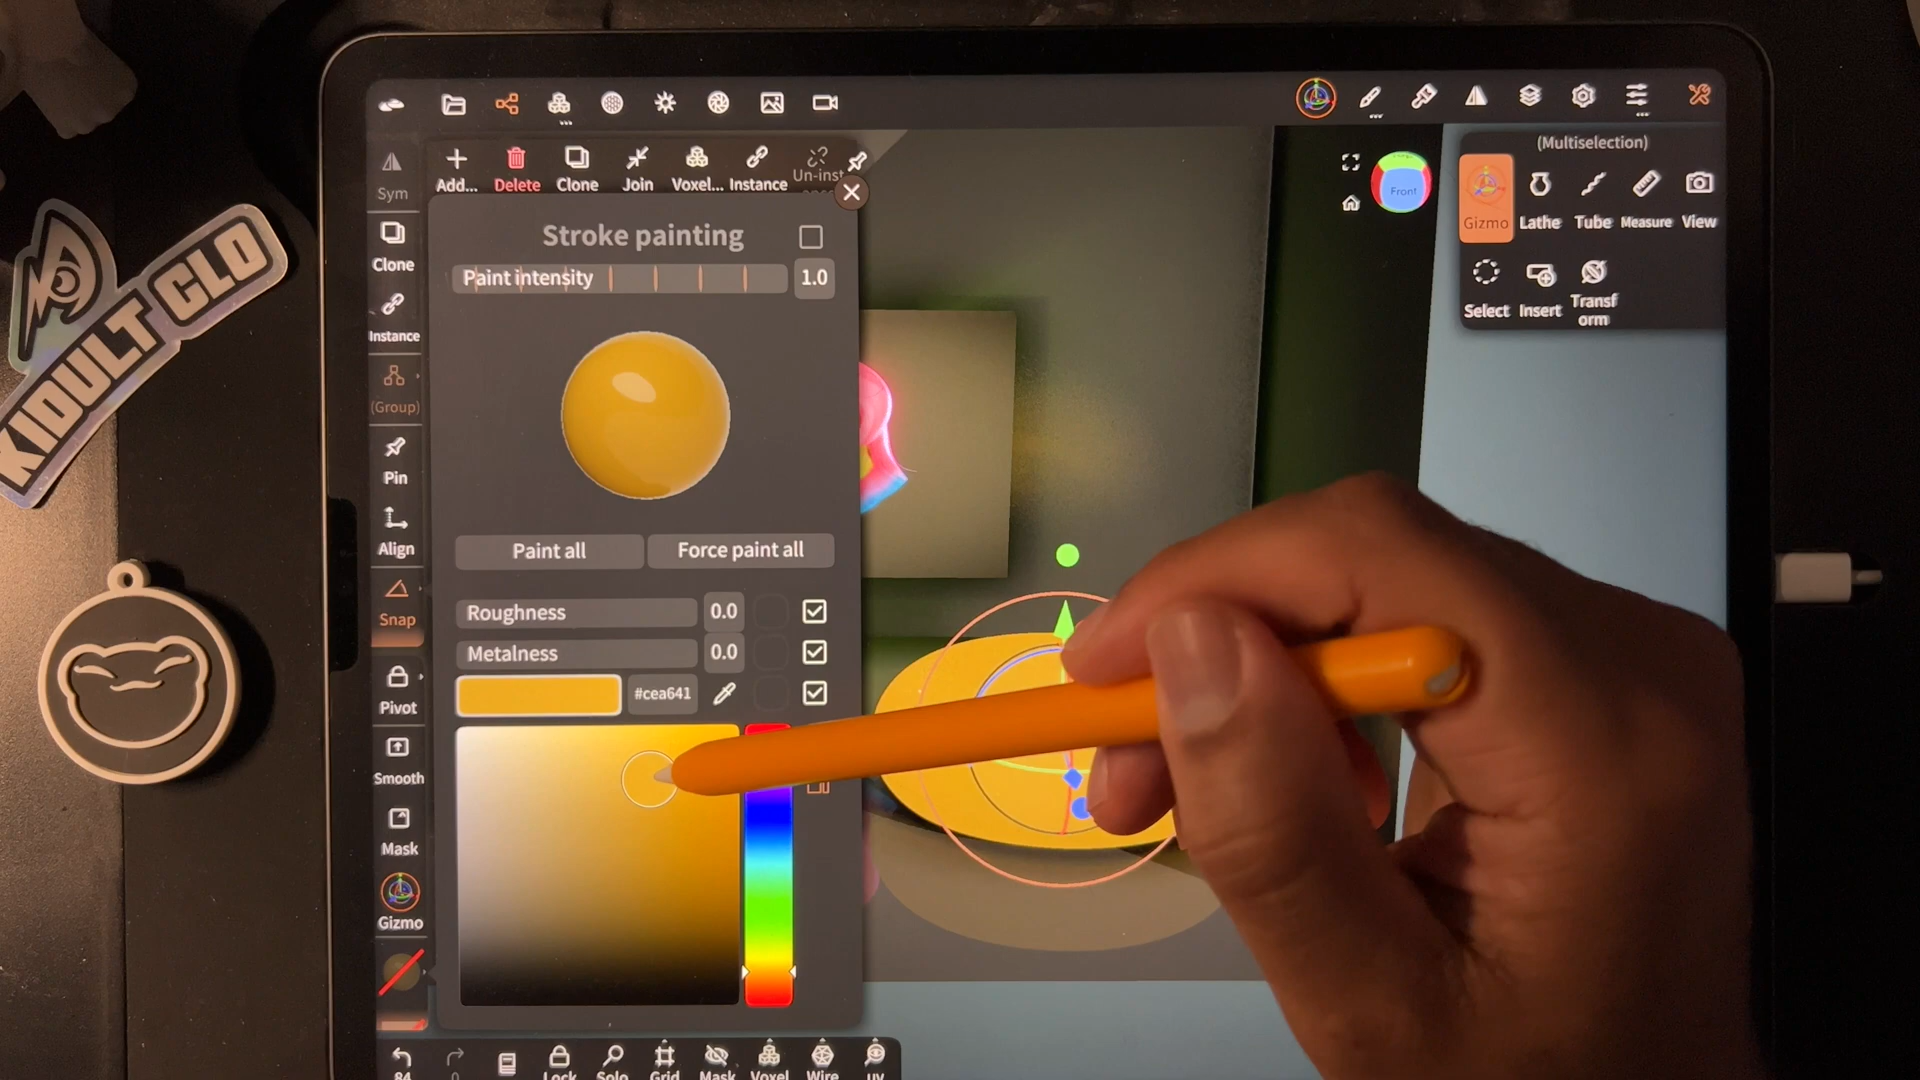 KIDULT CLO
Add... Delete Clone Join Voxel... Instance Un-inst
Stroke painting
Paint intensity 1.0
Paint all Force paint all
Roughness 0.0
Metalness 0.0
#cea641
Sym
Clone
Instance
(Group)
Pin
Align
Snap
Pivot
Smooth
Mask
Gizmo
84 0 Lock Solo Grid Mask Voxel Wire uv
Front
(Multiselection)
Gizmo Lathe Tube Measure View
Select Insert Transf
orm